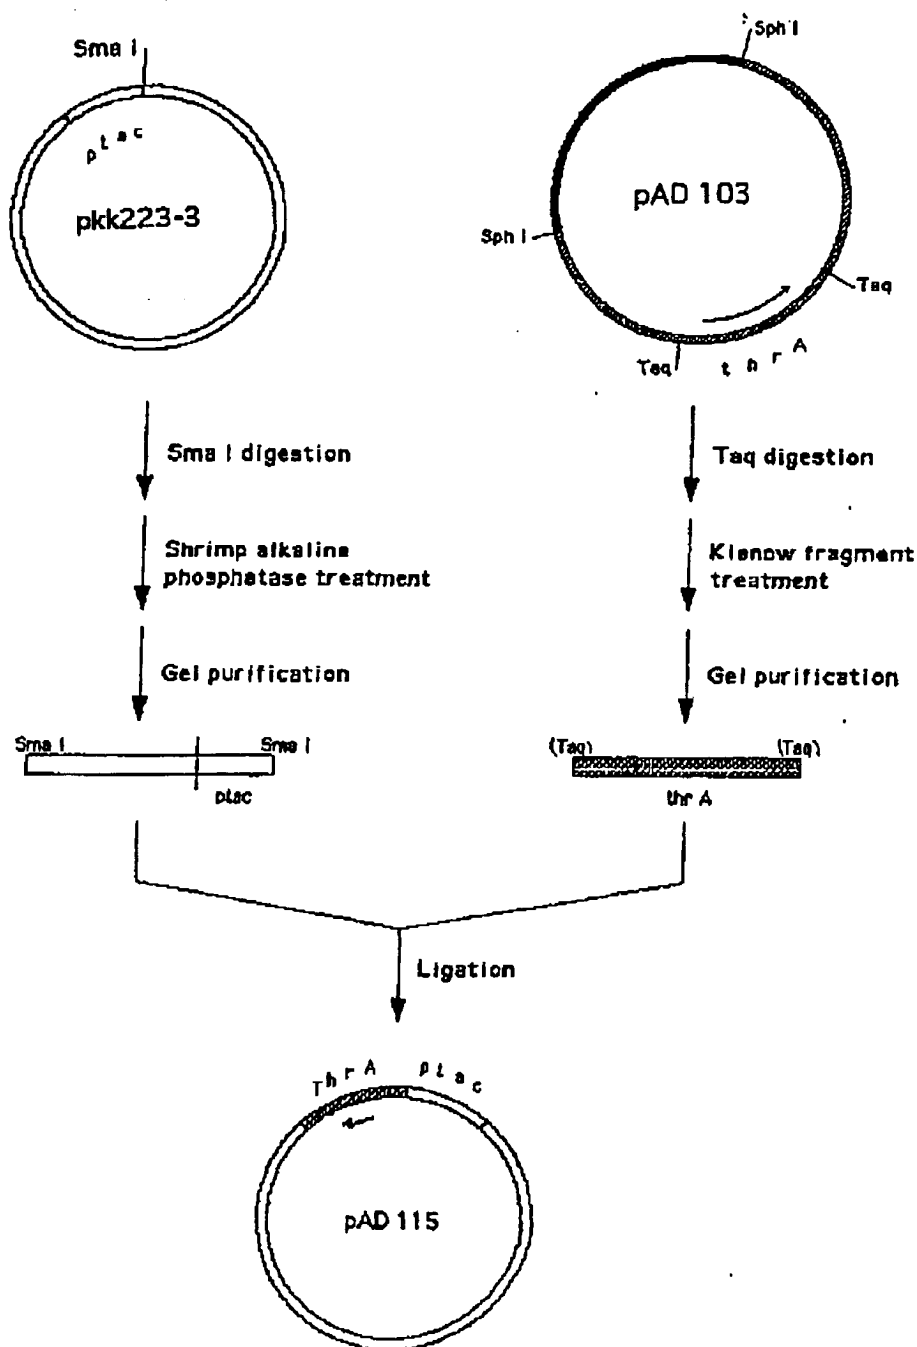 Sma I
Sph I
ptac
pkk223-3
pAD 103
Sph I
Taq
Taq
thrA
Sma I digestion
Taq digestion
Shrimp alkaline
phosphatase treatment
Klenow fragment
treatment
Gel purification
Gel purification
Sma I
Sma I
(Taq)
(Taq)
ptac
thr A
Ligation
ThrA
ptac
pAD 115